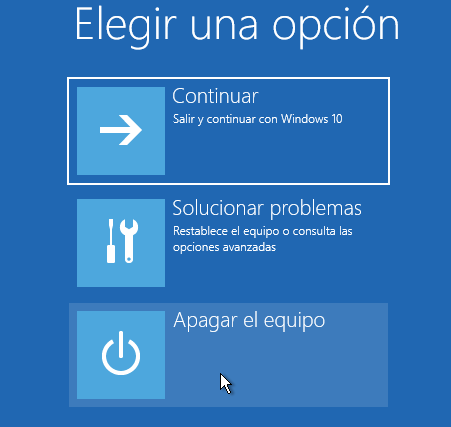 Elegir una opción
Continuar
Salir y continuar con Windows 10
Solucionar problemas
Restablece el equipo o consulta las
opciones avanzadas
Apagar el equipo